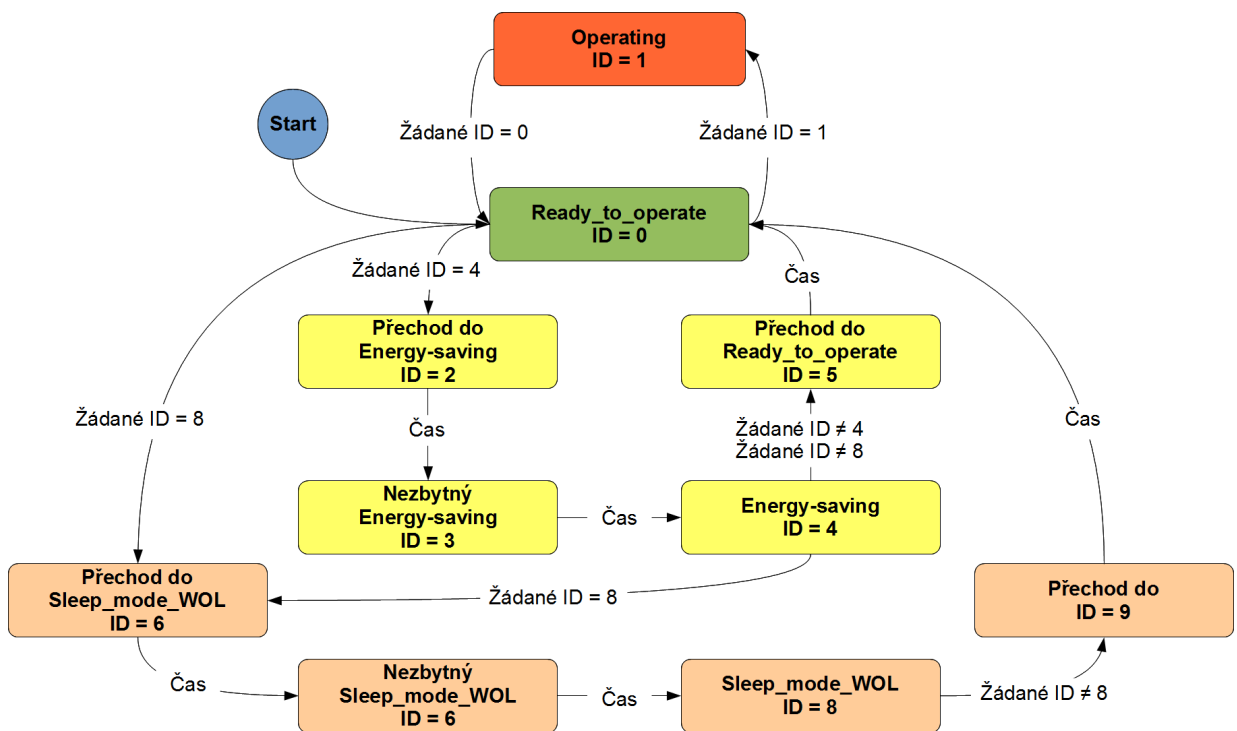 Operating
ID = 1
Start
Žádané ID = 0
Žádané ID = 1
Ready_to_operate
ID = 0
Žádané ID = 4
Čas
Přechod do
Energy-saving
ID = 2
Přechod do
Ready_to_operate
ID = 5
Žádané ID = 8
Čas
Žádané ID ≠ 4
Žádané ID ≠ 8
Čas
Nezbytný
Energy-saving
ID = 3
Čas
Energy-saving
ID = 4
Přechod do
Sleep_mode_WOL
ID = 6
Žádané ID = 8
Přechod do
ID = 9
Čas
Nezbytný
Sleep_mode_WOL
ID = 6
Čas
Sleep_mode_WOL
ID = 8
Žádané ID ≠ 8